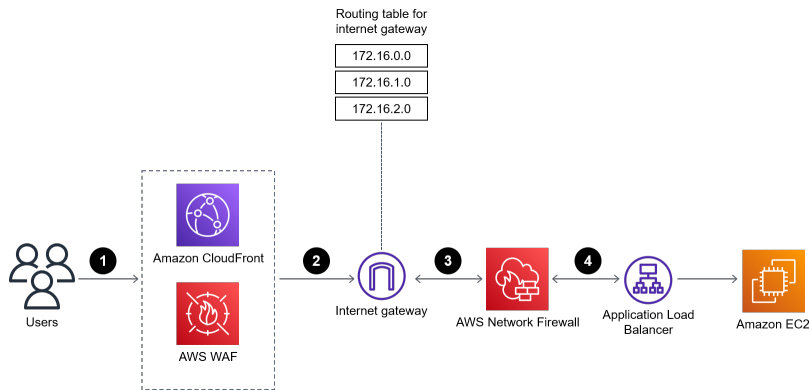 Routing table for
internet gateway
172.16.0.0
172.16.1.0
172.16.2.0
1
2
3
4
Amazon CloudFront
Users
Internet gateway
AWS Network Firewall
Application Load
Balancer
Amazon EC2
AWS WAF